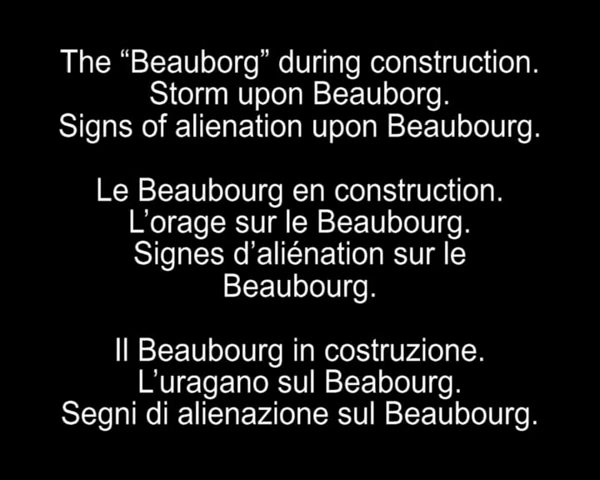 The “Beauborg” during construction.
Storm upon Beauborg.
Signs of alienation upon Beaubourg.
Le Beaubourg en construction.
L’orage sur le Beaubourg.
Signes d’aliénation sur le
Beaubourg.
Il Beaubourg in costruzione.
L’uragano sul Beabourg.
Segni di alienazione sul Beaubourg.